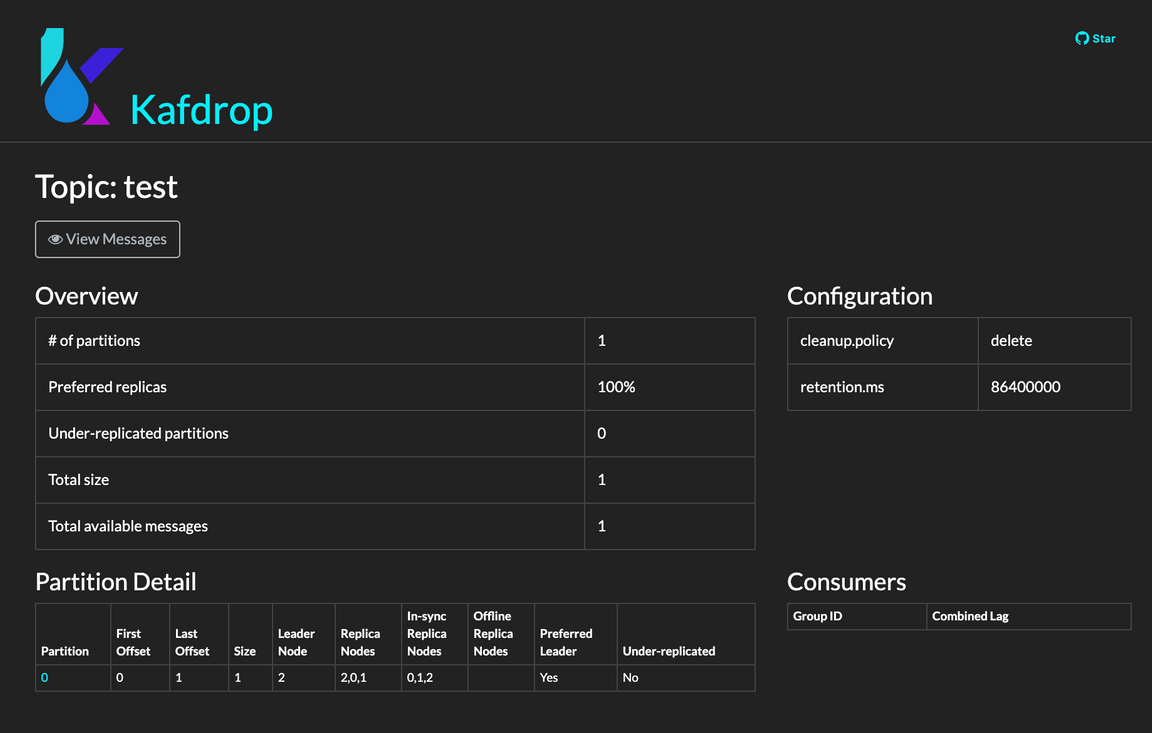 Star
Kafdrop
Topic: test
View Messages
Overview
# of partitions 1
Preferred replicas 100%
Under-replicated partitions 0
Total size 1
Total available messages 1
Configuration
cleanup.policy delete
retention.ms 86400000
Partition Detail
Partition First Offset Last Offset Size Leader Node Replica Nodes In-sync Replica Nodes Offline Replica Nodes Preferred Leader Under-replicated
0 0 1 1 2 2,0,1 0,1,2 Yes No
Consumers
Group ID Combined Lag